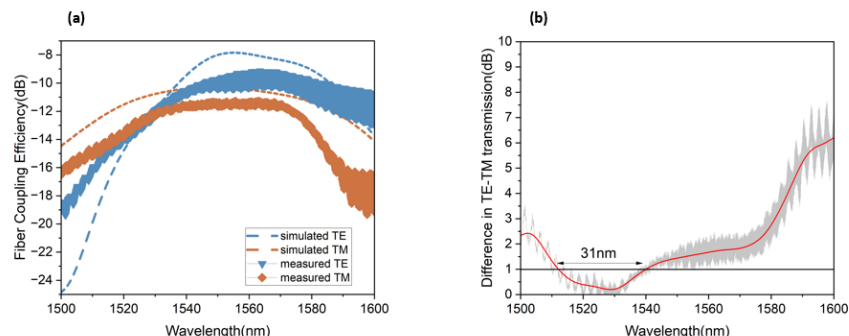 (a)
Fiber Coupling Efficiency(dB)
−8
−10
−12
−14
−16
−18
−20
−22
−24
1500
1520
1540
1560
1580
1600
Wavelength(nm)
simulated TE
simulated TM
measured TE
measured TM
(b)
Difference in TE-TM transmission(dB)
10
9
8
7
6
5
4
3
2
1
0
31nm
1500
1520
1540
1560
1580
1600
Wavelength(nm)